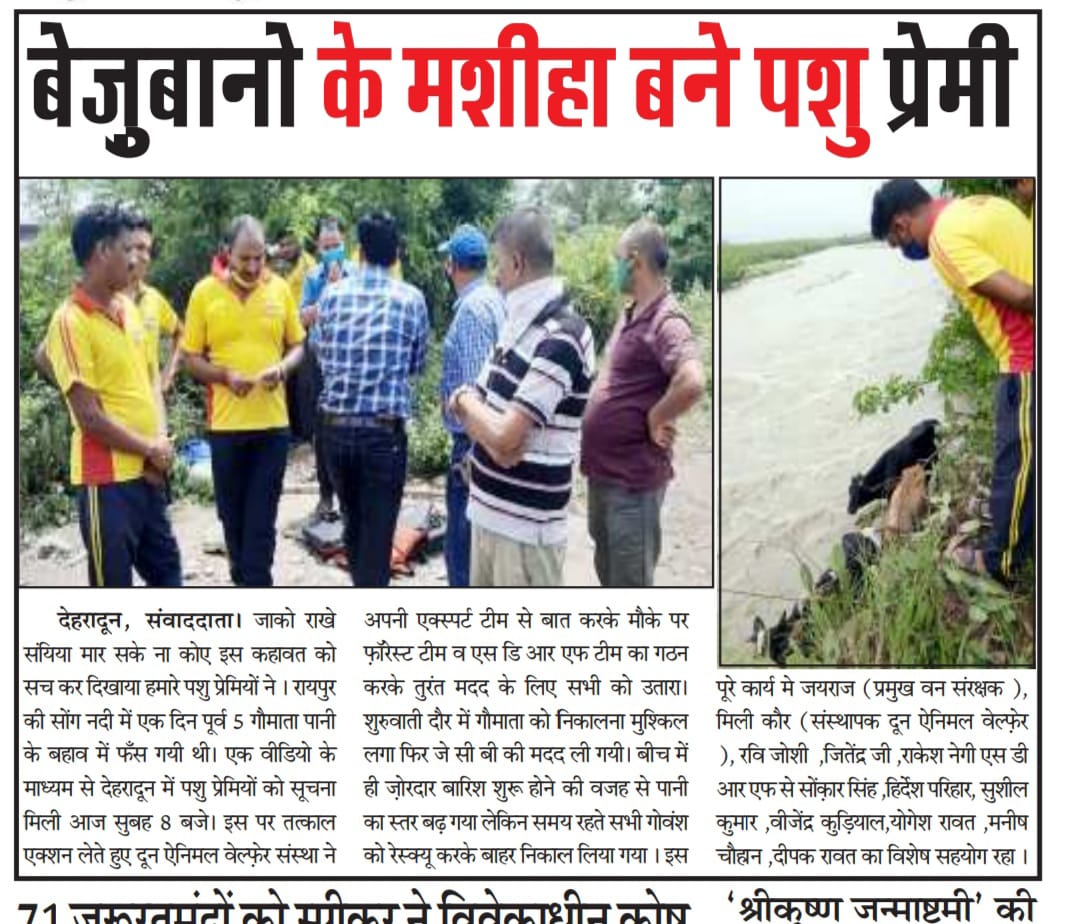 बेजुबानो के मशीहा बने पशु प्रेमी
देहरादून, संवाददाता। जाको राखे
संयिया मार सके ना कोए इस कहावत को
सच कर दिखाया हमारे पशु प्रेमियों ने । रायपुर
की सोंग नदी में एक दिन पूर्व 5 गौमाता पानी
के बहाव में फँस गयी थी। एक वीडियो के
माध्यम से देहरादून में पशु प्रेमियों को सूचना
मिली आज सुबह 8 बजे। इस पर तत्काल
एक्शन लेते हुए दून ऐनिमल वेल्फ़ेर संस्था ने
अपनी एक्स्पर्ट टीम से बात करके मौके पर
फ़ॉरेस्ट टीम व एस डि आर एफ टीम का गठन
करके तुरंत मदद के लिए सभी को उतारा।
शुरुवाती दौर में गौमाता को निकालना मुश्किल
लगा फिर जे सी बी की मदद ली गयी। बीच में
ही ज़ोरदार बारिश शुरू होने की वजह से पानी
का स्तर बढ़ गया लेकिन समय रहते सभी गोवंश
को रेस्क्यू करके बाहर निकाल लिया गया । इस
पूरे कार्य मे जयराज (प्रमुख वन संरक्षक ),
मिली कौर (संस्थापक दून ऐनिमल वेल्फ़ेर
), रवि जोशी ,जितेंद्र जी ,राकेश नेगी एस डी
आर एफ से सोंक़ार सिंह ,हिर्देश परिहार, सुशील
कुमार ,वीजेंद्र कुड़ियाल,योगेश रावत ,मनीष
चौहान ,दीपक रावत का विशेष सहयोग रहा ।
71 जरूरतमंदों को स्पीकर ने विवेकाधीन कोष
'श्रीकृष्ण जन्माष्टमी' की